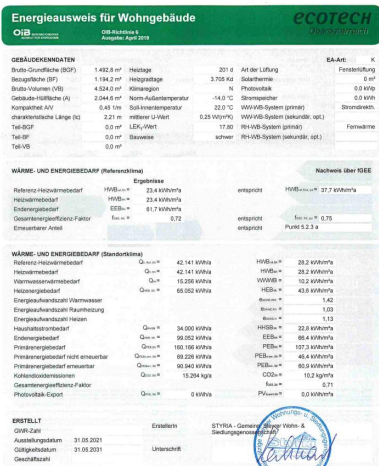 Energieausweis für Wohngebäude
ecotech
Oberösterreich
OiB
OIB-Richtlinie 6
Ausgabe: April 2019
GEBÄUDEKENNDATEN EA-Art: K
Brutto-Grundfläche (BGF) 1.492,8 m² Heiztage 201 d Art der Lüftung Fensterlüftung
Bezugsfläche (BF) 1.194,2 m² Heizgradtage 3.705 Kd Solarthermie 0 m²
Brutto-Volumen (VB) 4.524,0 m³ Klimaregion N Photovoltaik 0,0 kWp
Gebäude-Hüllfläche (A) 2.044,6 m² Norm-Außentemperatur -14,0 °C Stromspeicher 0,0 kWh
Kompaktheit A/V 0,45 1/m Soll-Innentemperatur 22,0 °C WW-WB-System (primär) Stromdirekth.
charakteristische Länge (lc) 2,21 m mittlerer U-Wert 0,25 W/(m²K) WW-WB-System (sekundär, opt.)
Teil-BGF 0,0 m² LEKT-Wert 17,80 RH-WB-System (primär) Fernwärme
Teil-BF 0,0 m² Bauweise schwer RH-WB-System (sekundär, opt.)
Teil-VB 0,0 m³
WÄRME- UND ENERGIEBEDARF (Referenzklima) Nachweis über fGEE
Ergebnisse
Referenz-Heizwärmebedarf 23,4 kWh/m²a entspricht 37,7 kWh/m²a
Heizwärmebedarf 23,4 kWh/m²a
Endenergiebedarf 61,7 kWh/m²a
Gesamtenergieeffizienz-Faktor 0,72 entspricht 0,75
Erneuerbarer Anteil entspricht Punkt 5.2.3 a
WÄRME- UND ENERGIEBEDARF (Standortklima)
Referenz-Heizwärmebedarf 42.141 kWh/a 28,2 kWh/m²a
Heizwärmebedarf 42.141 kWh/a 28,2 kWh/m²a
Warmwasserwärmebedarf 15.256 kWh/a WWWB = 10,2 kWh/m²a
Heizenergiebedarf 65.052 kWh/a 43,6 kWh/m²a
Energieaufwandszahl Warmwasser 1,42
Energieaufwandszahl Raumheizung 1,03
Energieaufwandszahl Heizen 1,13
Haushaltsstrombedarf 34.000 kWh/a HHSB = 22,8 kWh/m²a
Endenergiebedarf 99.052 kWh/a 66,4 kWh/m²a
Primärenergiebedarf 160.166 kWh/a 107,3 kWh/m²a
Primärenergiebedarf nicht erneuerbar 69.226 kWh/a 46,4 kWh/m²a
Primärenergiebedarf erneuerbar 90.940 kWh/a 60,9 kWh/m²a
Kohlendioxidemissionen 15.264 kg/a 10,2 kg/m²a
Gesamtenergieeffizienz-Faktor 0,71
Photovoltaik-Export 0 kWh/a 0,0 kWh/m²a
ERSTELLT
GWR-Zahl ErstellerIn STYRIA - Gemein. Steyrer Wohn- &
Siedlungsgenossenschaft
Ausstellungsdatum 31.05.2021
Gültigkeitsdatum 31.05.2031 Unterschrift
Geschäftszahl